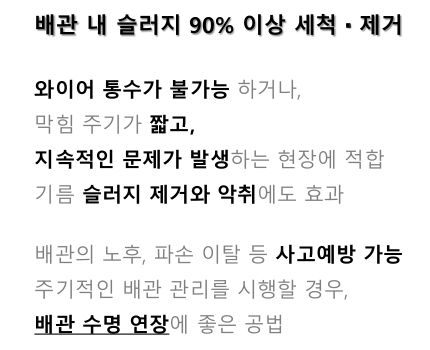 배관 내 슬러지 90% 이상 세척·제거
와이어 통수가 불가능 하거나,
막힘 주기가 짧고,
지속적인 문제가 발생하는 현장에 적합
기름 슬러지 제거와 악취에도 효과
배관의 노후, 파손 이탈 등 사고예방 가능
주기적인 배관 관리를 시행할 경우,
배관 수명 연장에 좋은 공법